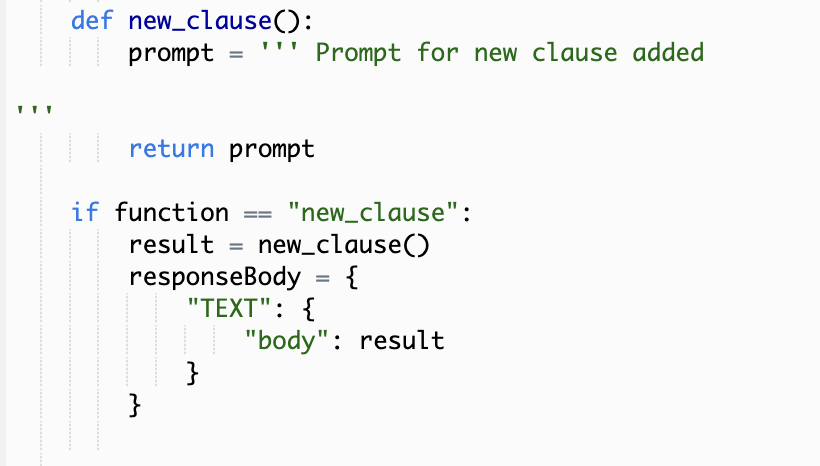 def new_clause():
prompt = ''' Prompt for new clause added
'''
return prompt
if function == "new_clause":
result = new_clause()
responseBody = {
"TEXT": {
"body": result
}
}